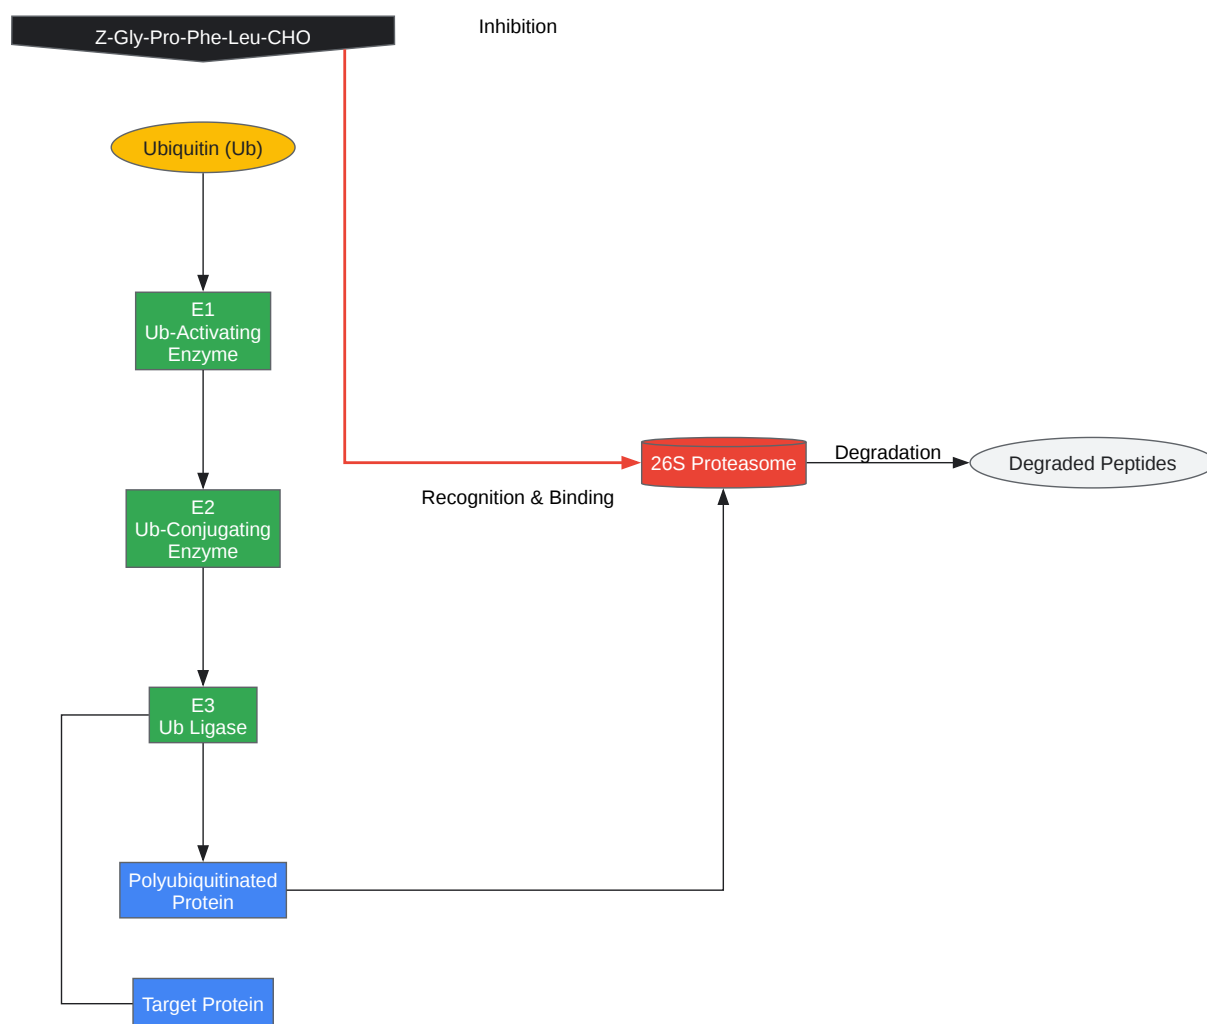 Z-Gly-Pro-Phe-Leu-CHO
Inhibition
Ubiquitin (Ub)
E1
Ub-Activating
Enzyme
26S Proteasome
Degradation
Degraded Peptides
Recognition & Binding
E2
Ub-Conjugating
Enzyme
E3
Ub Ligase
Polyubiquitinated
Protein
Target Protein